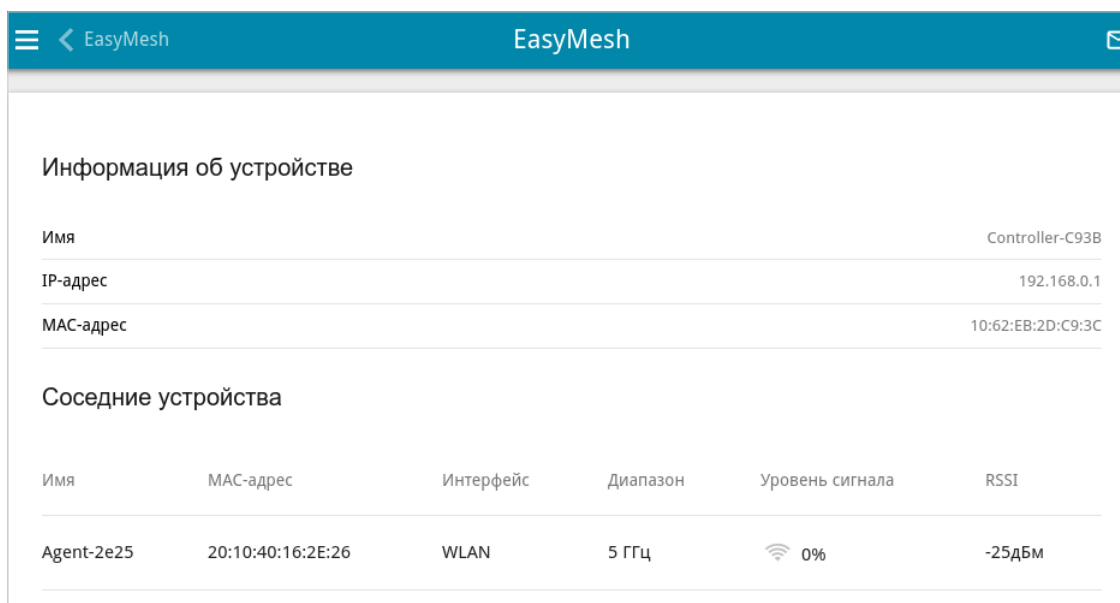 EasyMesh EasyMesh
Информация об устройстве
Имя Controller-C93B
IP-адрес 192.168.0.1
MAC-адрес 10:62:EB:2D:C9:3C
Соседние устройства
Имя MAC-адрес Интерфейс Диапазон Уровень сигнала RSSI
Agent-2e25 20:10:40:16:2E:26 WLAN 5 ГГц 0% -25дБм